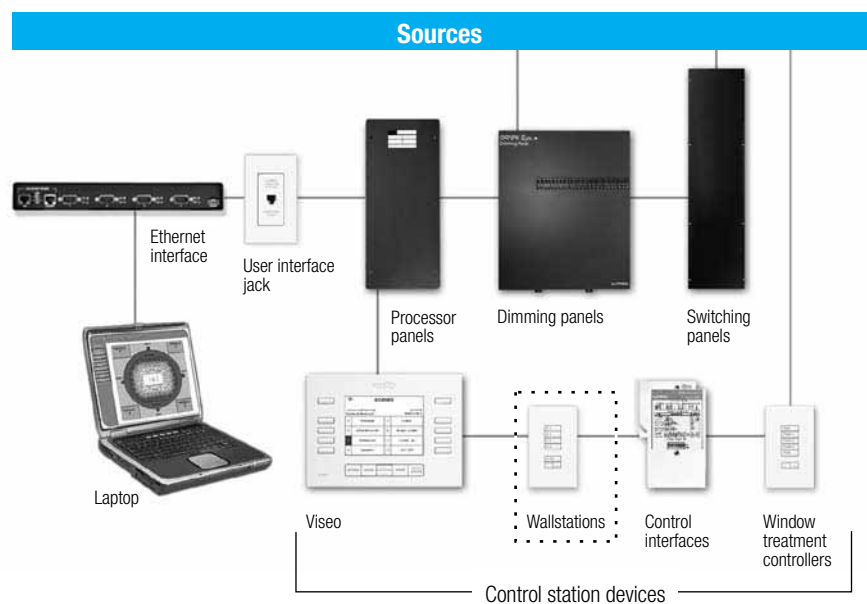 Sources
Ethernet
interface
User interface
jack
Processor
panels
Dimming panels
Switching
panels
Laptop
Viseo
Wallstations
Control
interfaces
Window
treatment
controllers
Control station devices